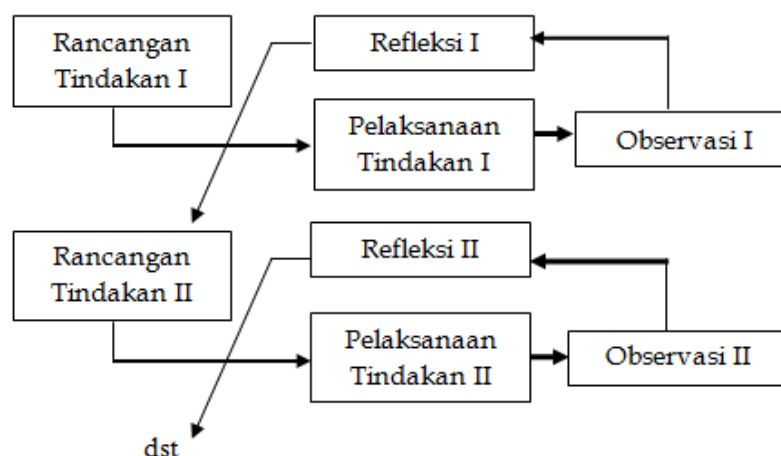 Rancangan
Tindakan I
Refleksi I
Pelaksanaan
Tindakan I
Observasi I
Rancangan
Tindakan II
Refleksi II
Pelaksanaan
Tindakan II
Observasi II
dst